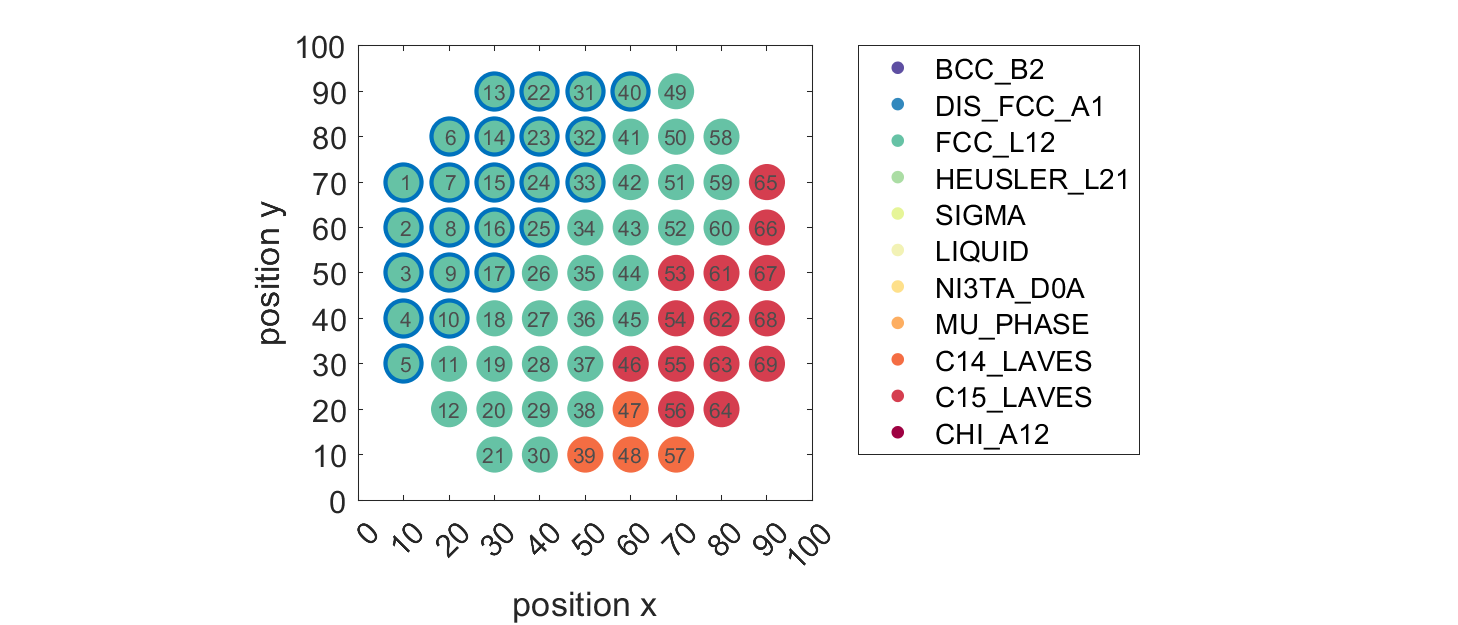 100
90
80
70
60
50
40
30
20
10
0
13 22 31 40 49
6 14 23 32 41 50 58
1 7 15 24 33 42 51 59 65
2 8 16 25 34 43 52 60 66
3 9 17 26 35 44 53 61 67
4 10 18 27 36 45 54 62 68
5 11 19 28 37 46 55 63 69
12 20 29 38 47 56 64
21 30 39 48 57
0 10 20 30 40 50 60 70 80 90 100
position x
position y
BCC_B2
DIS_FCC_A1
FCC_L12
HEUSLER_L21
SIGMA
LIQUID
NI3TA_D0A
MU_PHASE
C14_LAVES
C15_LAVES
CHI_A12